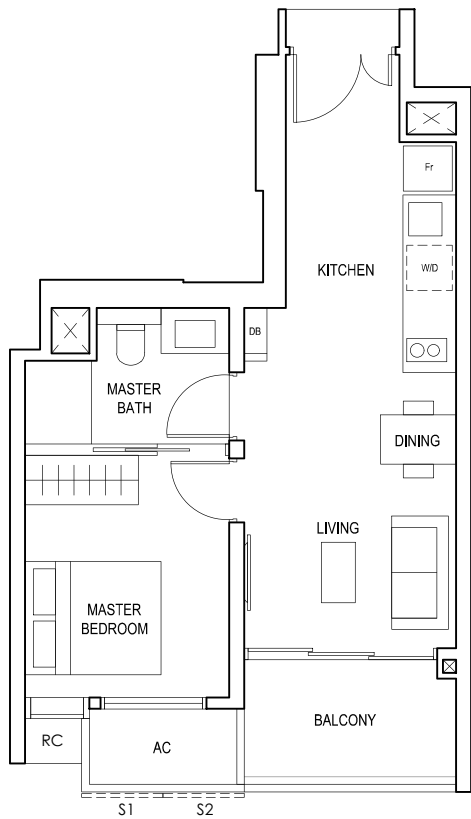 Fr
KITCHEN
W/D
DB
MASTER
BATH
DINING
LIVING
MASTER
BEDROOM
BALCONY
RC
AC
S1
S2